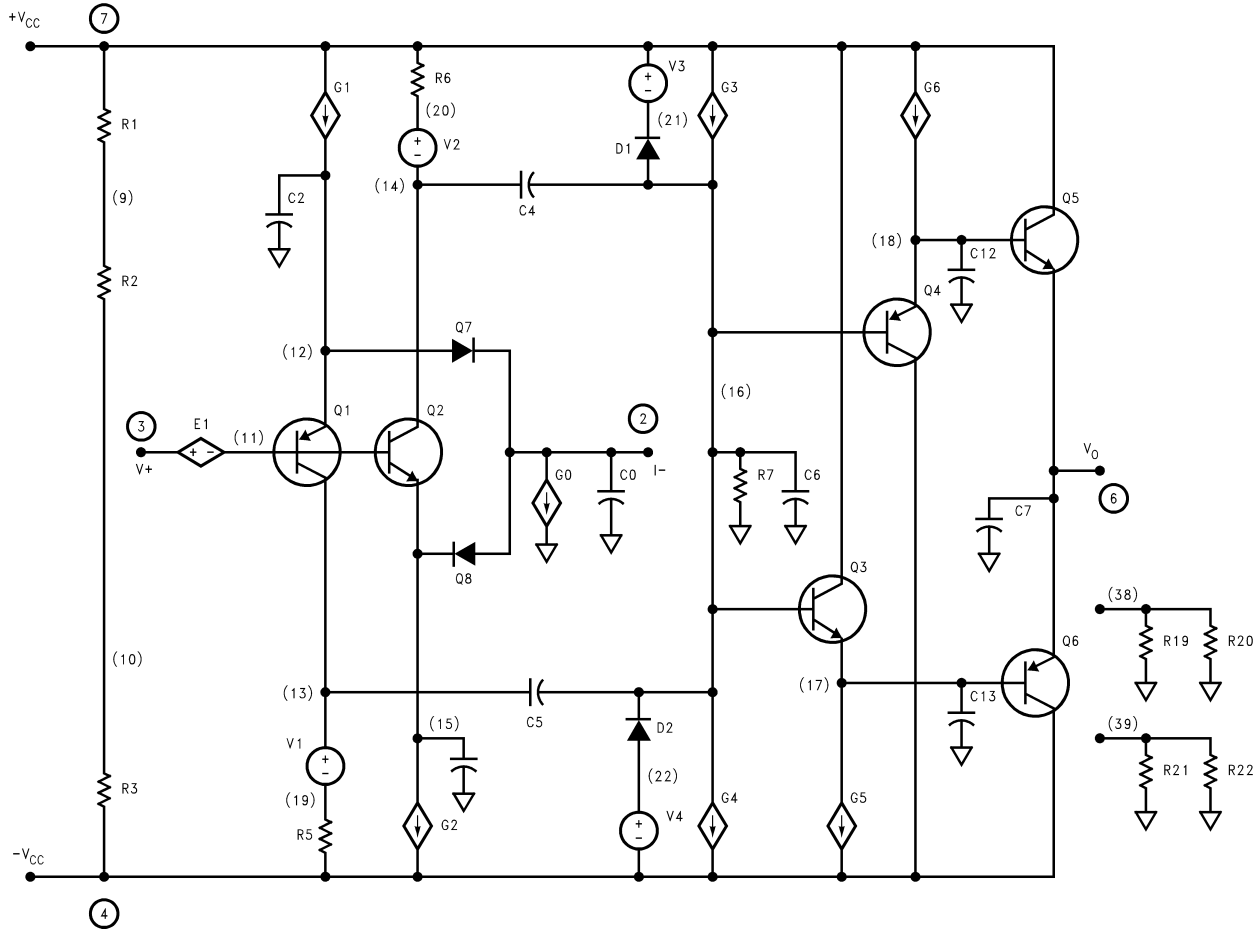 +VCC
7
R1
(9)
R2
(10)
R3
-VCC
4
G1
C2
R6
(20)
V2
(14)
C4
V3
(21)
D1
G3
G6
(18)
C12
Q5
Q4
(12)
Q7
3
V+
E1
(11)
Q1
Q2
2
I-
G0
C0
Q8
(16)
R7
C6
VO
6
C7
Q3
(17)
C13
Q6
(13)
C5
D2
(22)
V4
V1
(19)
R5
(15)
G2
G4
G5
(38)
R19
R20
(39)
R21
R22